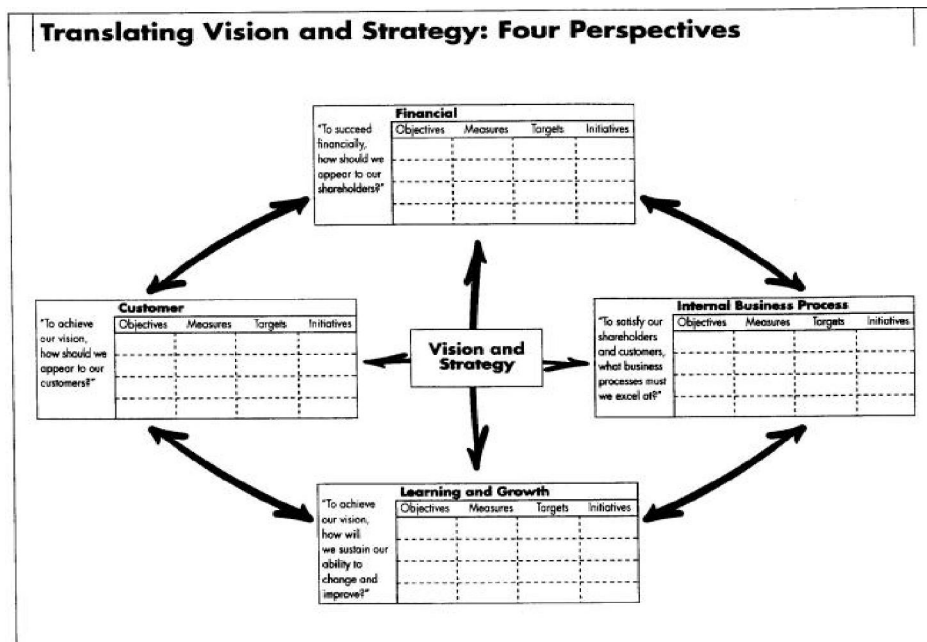 Translating Vision and Strategy: Four Perspectives
Financial
"To succeed
financially,
how should we
appear to our
shareholders?"
Objectives Measures Targets Initiatives
Customer
"To achieve
our vision,
how should we
appear to our
customers?"
Objectives Measures Targets Initiatives
Vision and
Strategy
Internal Business Process
"To satisfy our
shareholders
and customers,
what business
processes must
we excel at?"
Objectives Measures Targets Initiatives
Learning and Growth
"To achieve
our vision,
how will
we sustain our
ability to
change and
improve?"
Objectives Measures Targets Initiatives